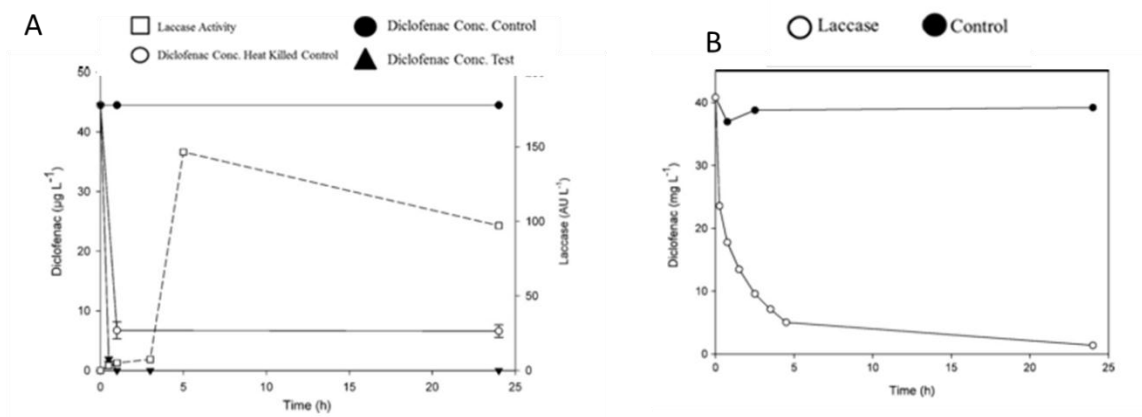 A
Laccase Activity
Diclofenac Conc. Control
Diclofenac Conc. Heat Killed Control
Diclofenac Conc. Test
50
40
30
20
10
0
Diclofenac (µg L⁻¹)
150
100
50
0
Laccase (AU L⁻¹)
0 5 10 15 20 25
Time (h)
B
Laccase Control
40
30
20
10
0
Diclofenac (mg L⁻¹)
0 5 10 15 20 25
Time (h)